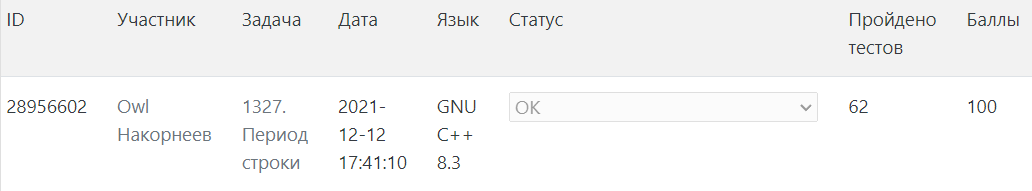 ID Участник Задача Дата Язык Статус Пройдено Баллы
тестов
28956602 Owl 1327. 2021- GNU OK 62 100
Накорнеев Период 12-12 C++
строки 17:41:10 8.3